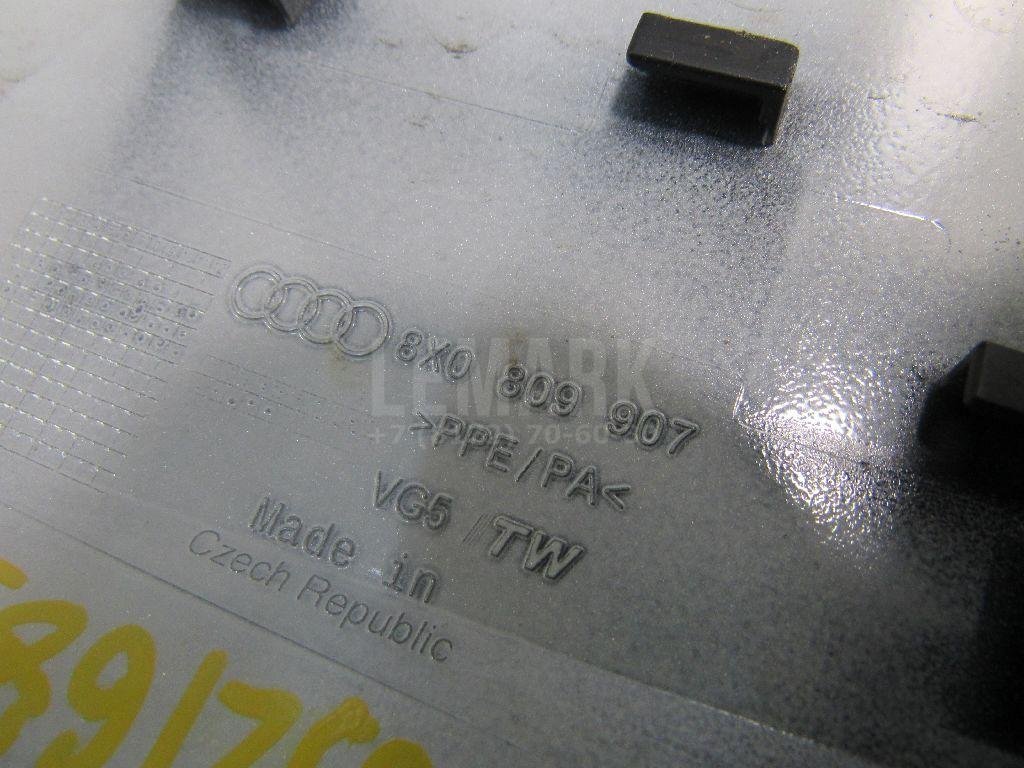 8X0 809 907
>PPE/PA<
VG5 /TW
Made in
Czech Republic
LEMARK